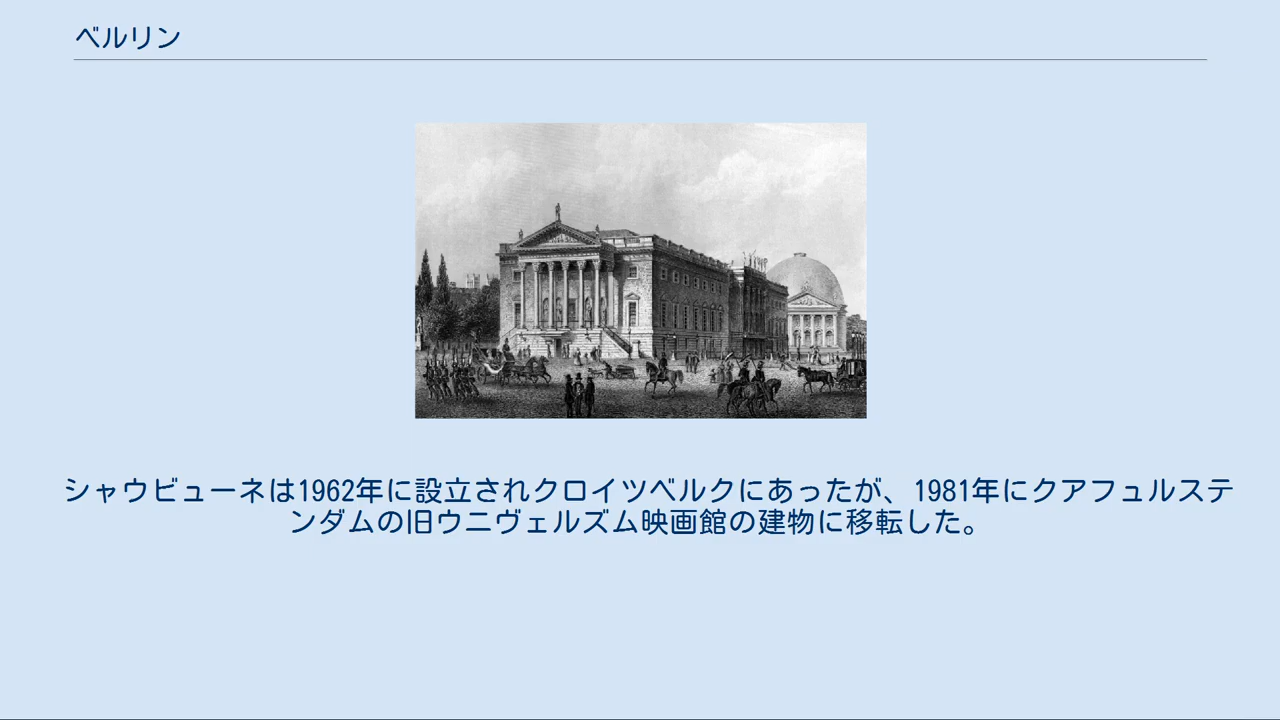 ベルリン
シャウビューネは1962年に設立されクロイツベルクにあったが、1981年にクアフュルステ
ンダムの旧ウニヴェルズム映画館の建物に移転した。